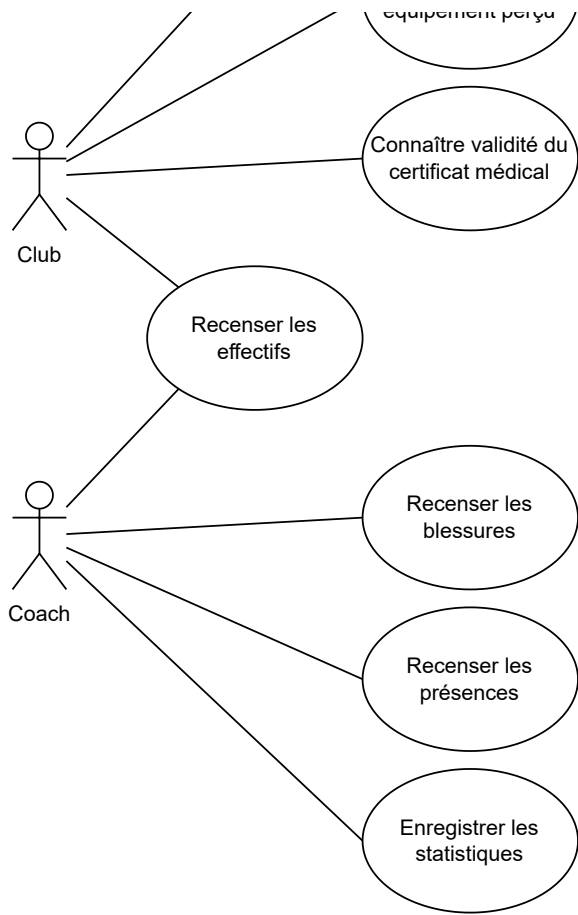 équipement perçu
Connaître validité du
certificat médical
Club
Recenser les
effectifs
Recenser les
blessures
Coach
Recenser les
présences
Enregistrer les
statistiques